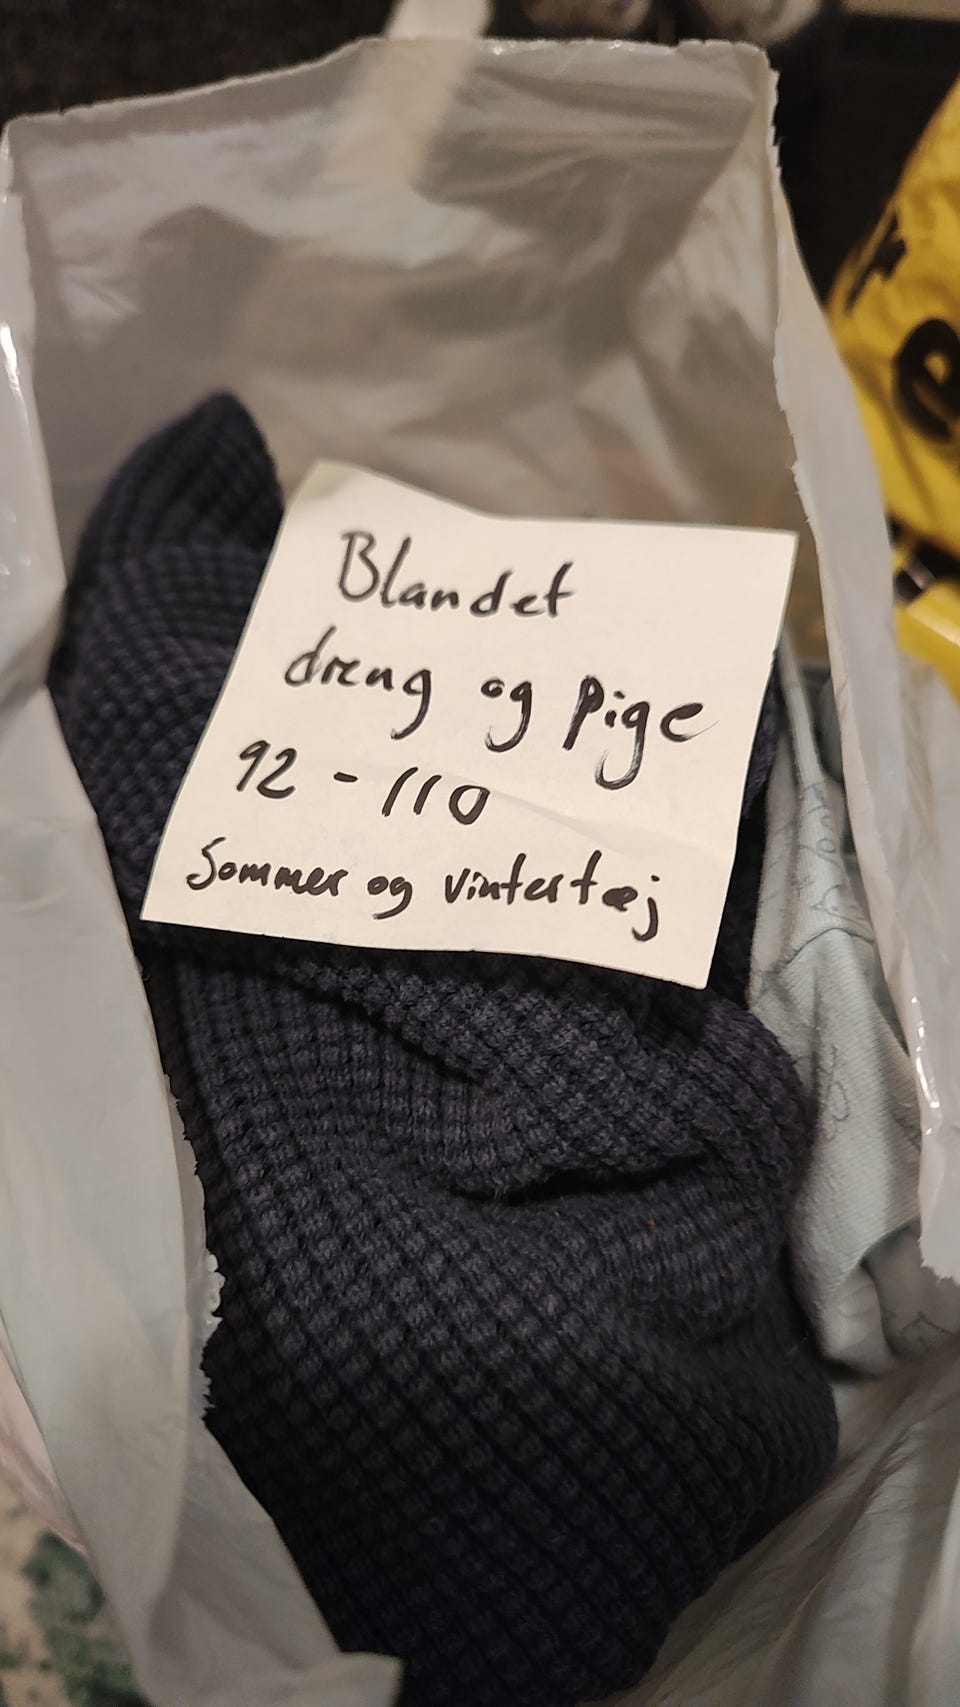 Blandet
dreng og pige
92 - 110
Sommer og vintertøj